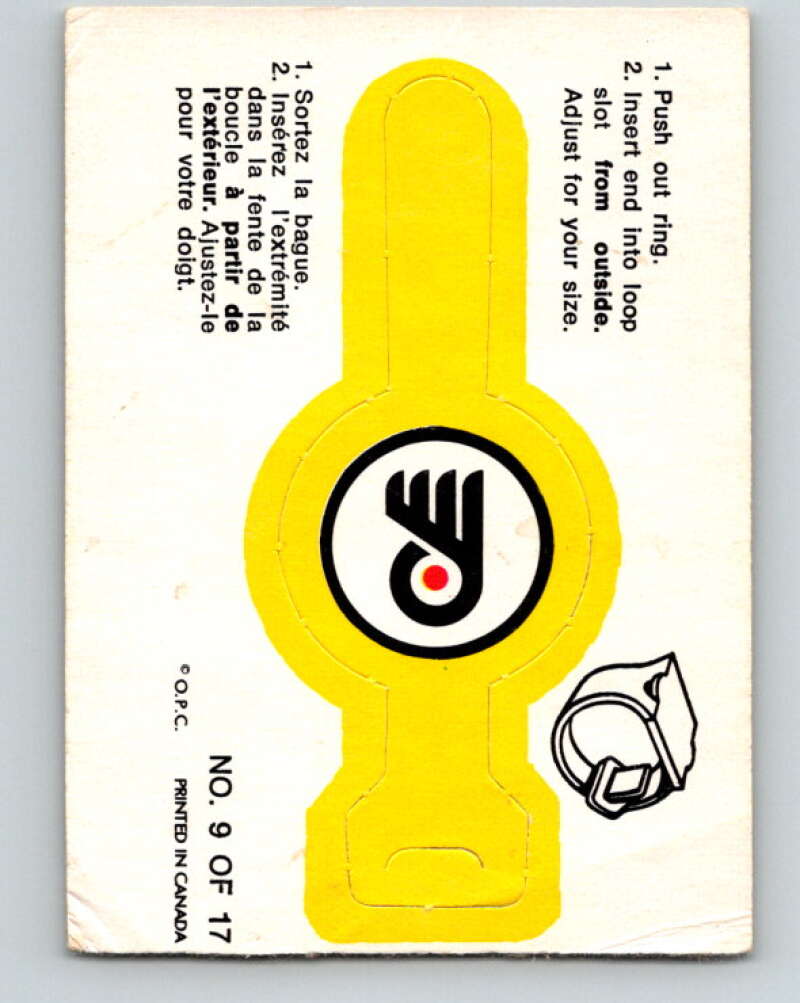 1. Push out ring.
2. Insert end into loop
slot from outside.
Adjust for your size.
1. Sortez la bague.
2. Insérez l'extrémité
dans la fente de la
boucle à partir de
l'extérieur. Ajustez-le
pour votre doigt.
NO. 9 OF 17
© O.P.C. PRINTED IN CANADA